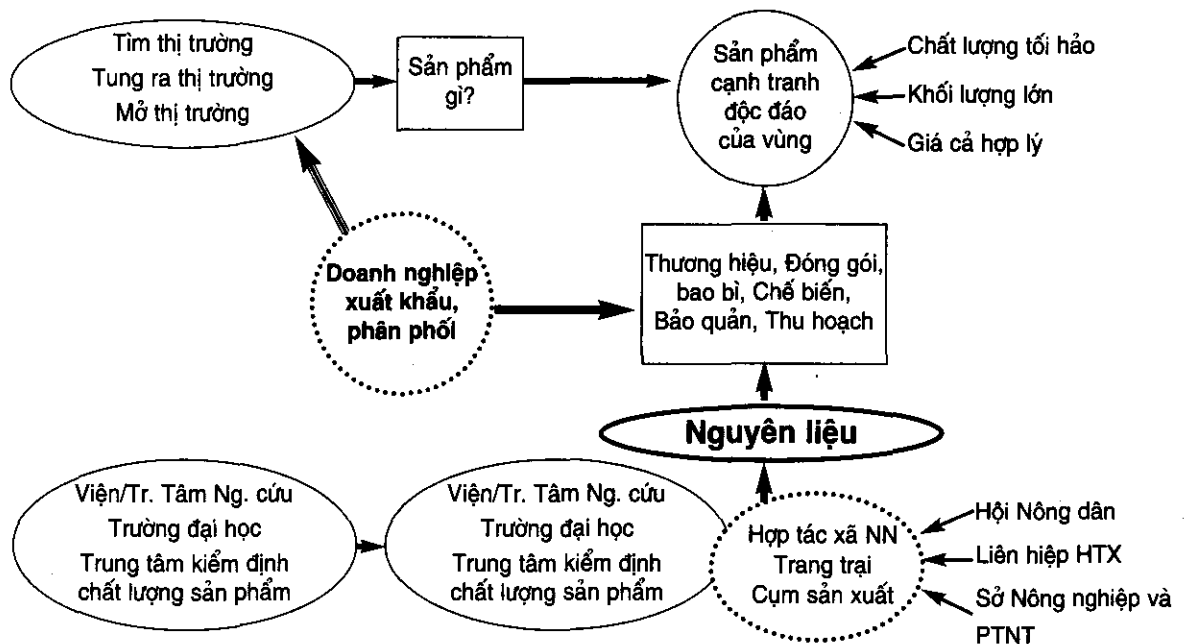 Tìm thị trường
Tung ra thị trường
Mở thị trường
Sản phẩm
gì?
Sản phẩm
cạnh tranh
độc đáo
của vùng
Chất lượng tối hảo
Khối lượng lớn
Giá cả hợp lý
Doanh nghiệp
xuất khẩu,
phân phối
Thương hiệu, Đóng gói,
bao bì, Chế biến,
Bảo quản, Thu hoạch
Nguyên liệu
Viện/Tr. Tâm Ng. cứu
Trường đại học
Trung tâm kiểm định
chất lượng sản phẩm
Viện/Tr. Tâm Ng. cứu
Trường đại học
Trung tâm kiểm định
chất lượng sản phẩm
Hợp tác xã NN
Trang trại
Cụm sản xuất
Hội Nông dân
Liên hiệp HTX
Sở Nông nghiệp và
PTNT